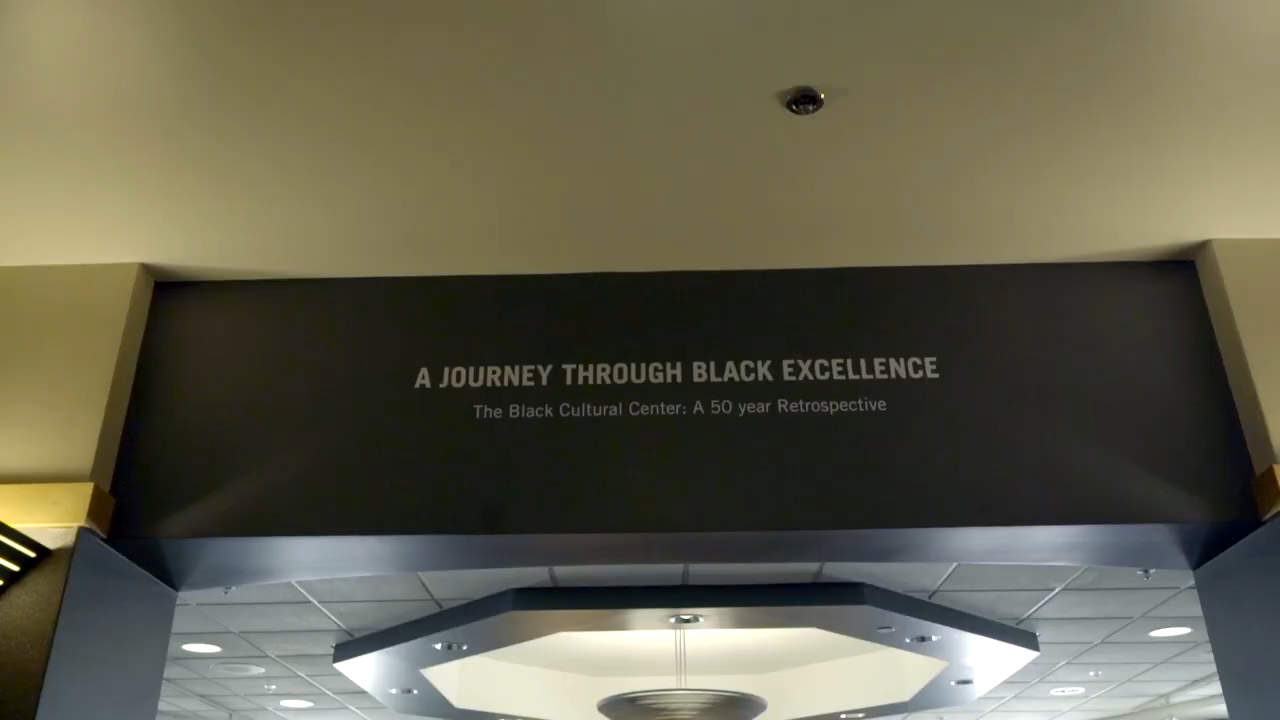 A JOURNEY THROUGH BLACK EXCELLENCE
The Black Cultural Center: A 50 year Retrospective